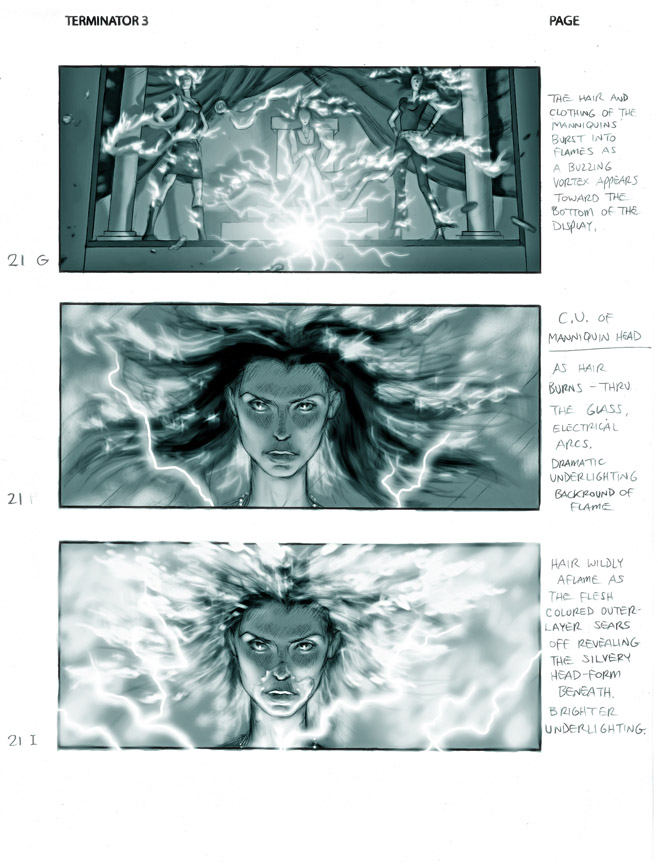 TERMINATOR 3
PAGE
THE HAIR AND
CLOTHING OF THE
MANNIQUINS
BURST INTO
FLAMES AS
A BUZZING
VORTEX APPEARS
TOWARD THE
BOTTOM OF THE
DISPLAY.
21 G
C.U. OF
MANNIQUIN HEAD
AS HAIR
BURNS - THRU
THE GLASS,
ELECTRICAL
ARCS.
DRAMATIC
UNDERLIGHTING
BACKROUND OF
FLAME
21
HAIR WILDLY
AFLAME AS
THE FLESH
COLORED OUTER-
LAYER SEARS
OFF REVEALING
THE SILVERY
HEAD-FORM
BENEATH.
BRIGHTER
UNDERLIGHTING.
21 I